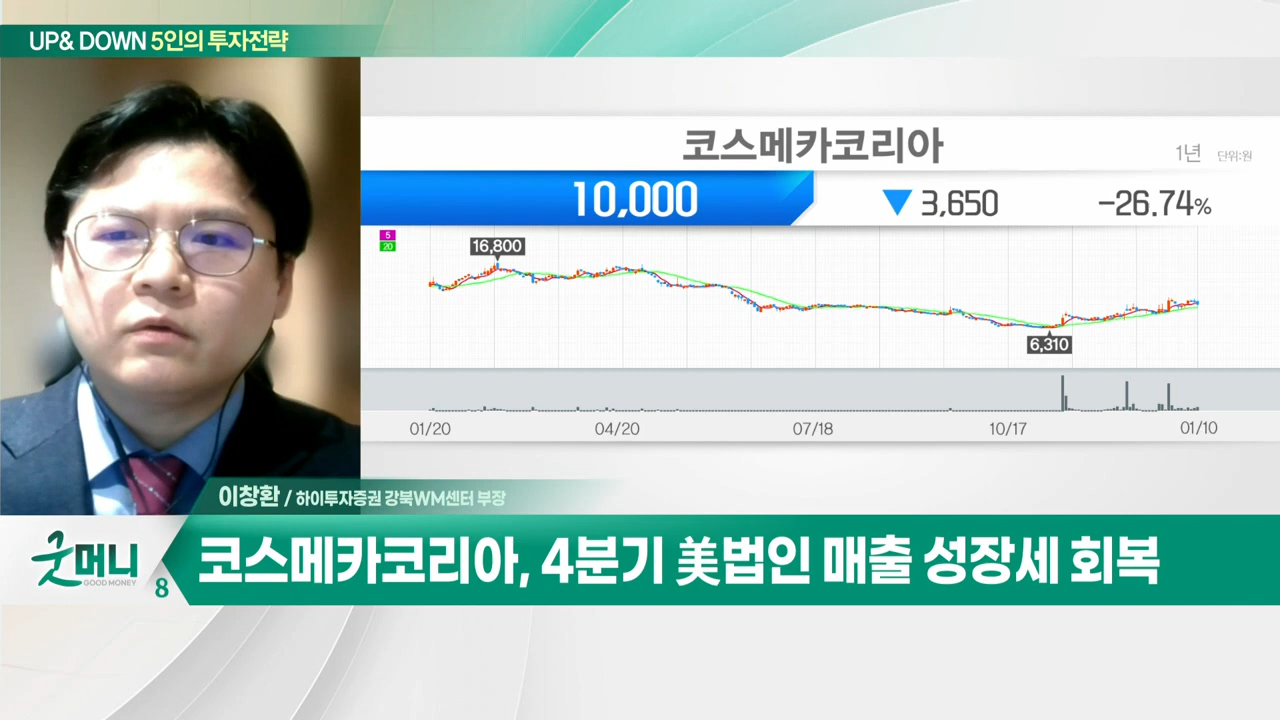 UP& DOWN 5인의 투자전략
코스메카코리아
1년 단위:원
10,000 ▼ 3,650 -26.74%
5
20
16,800
6,310
01/20 04/20 07/18 10/17 01/10
이창환 / 하이투자증권 강북WM센터 부장
굿머니
GOOD MONEY
8
코스메카코리아, 4분기 美법인 매출 성장세 회복